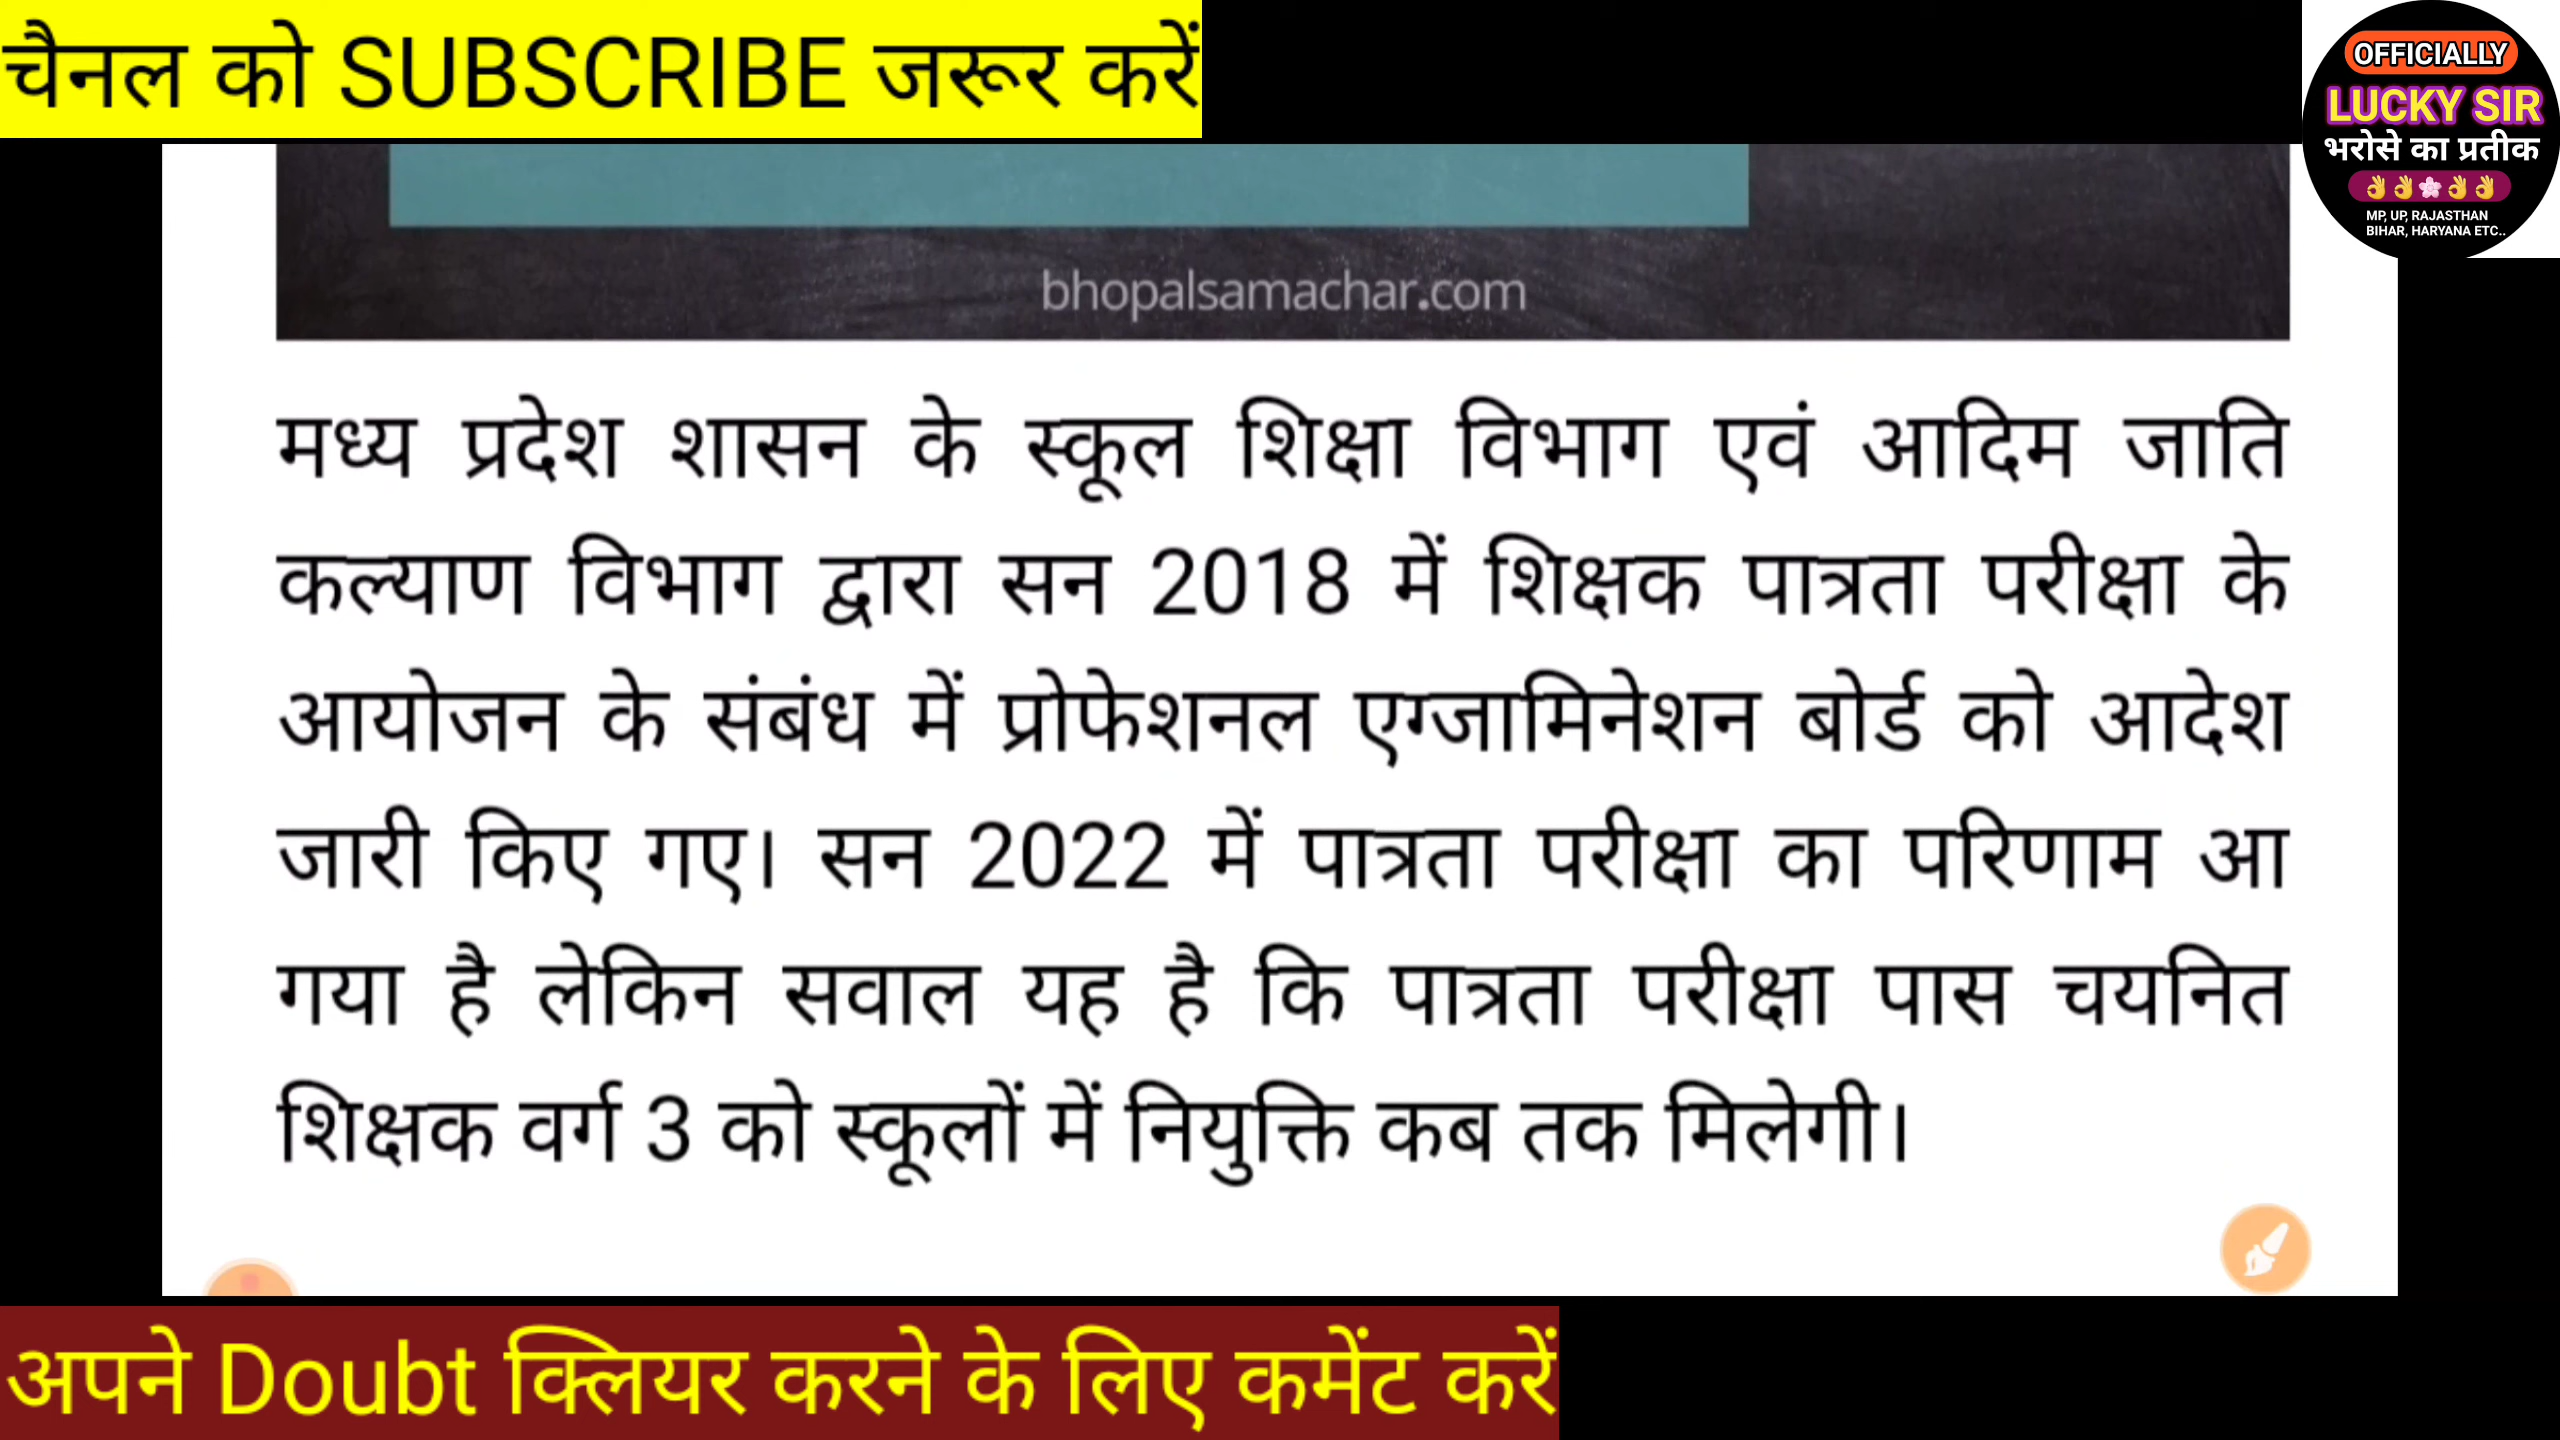 चैनल को SUBSCRIBE जरूर करें
OFFICIALLY
LUCKY SIR
भरोसे का प्रतीक
MP, UP, RAJASTHAN
BIHAR, HARYANA ETC..
bhopalsamachar.com
मध्य प्रदेश शासन के स्कूल शिक्षा विभाग एवं आदिम जाति
कल्याण विभाग द्वारा सन 2018 में शिक्षक पात्रता परीक्षा के
आयोजन के संबंध में प्रोफेशनल एग्जामिनेशन बोर्ड को आदेश
जारी किए गए। सन 2022 में पात्रता परीक्षा का परिणाम आ
गया है लेकिन सवाल यह है कि पात्रता परीक्षा पास चयनित
शिक्षक वर्ग 3 को स्कूलों में नियुक्ति कब तक मिलेगी।
अपने Doubt क्लियर करने के लिए कमेंट करें